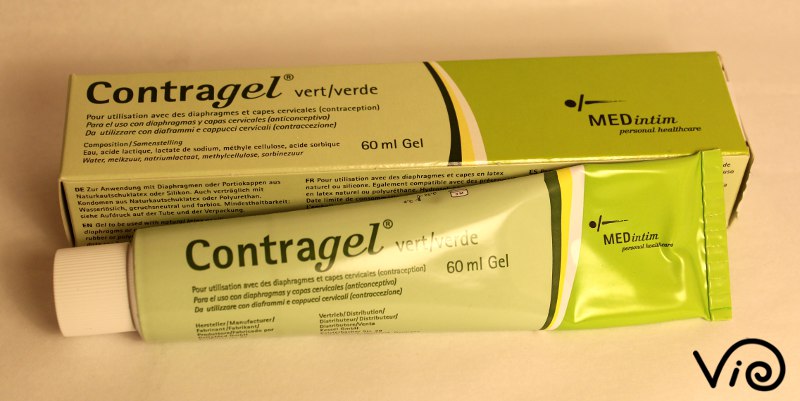 Contragel® vert/verde
Pour utilisation avec des diaphragmes et capes cervicales (contraception)
Para el uso con diaphragmas y capas cervicales (anticonceptivo)
Da utilizzare con diaframmi e cappucci cervicali (contraccezione)
Composition/Samenstelling
Eau, acide lactique, lactate de sodium, méthyle cellulose, acide sorbique
Water, melkzuur, natriumlactaat, methylcellulose, sorbinezuur
60 ml Gel
MEDintim
personal healthcare
DE Zur Anwendung mit Diaphragmen oder Portiokappen aus
Naturkautschuklatex oder Silikon. Auch verträglich mit
Kondomen aus Naturkautschuklatex oder Polyurethan.
Wasserlöslich, geruchsneutral und farblos. Mindesthaltbarkeit:
siehe Aufdruck auf der Tube und der Verpackung.
EN Gel to be used with natural
FR Pour utilisation avec des diaphragmes et capes en latex
naturel ou silicone. Egalement compatible avec des
en latex naturel ou polyuréthane.
Date limite de
ES
Contragel® vert/verde
Pour utilisation avec des diaphragmes et capes cervicales (contraception)
Para el uso con diaphragmas y capas cervicales (anticonceptivo)
Da utilizzare con diaframmi e cappucci cervicali (contraccezione)
60 ml Gel
Hersteller/Manufacturer/
Fabricant/Fabrikant/
Vertrieb/Distribution/
Distributeur/Distributor/
MEDintim
personal healthcare
Vio